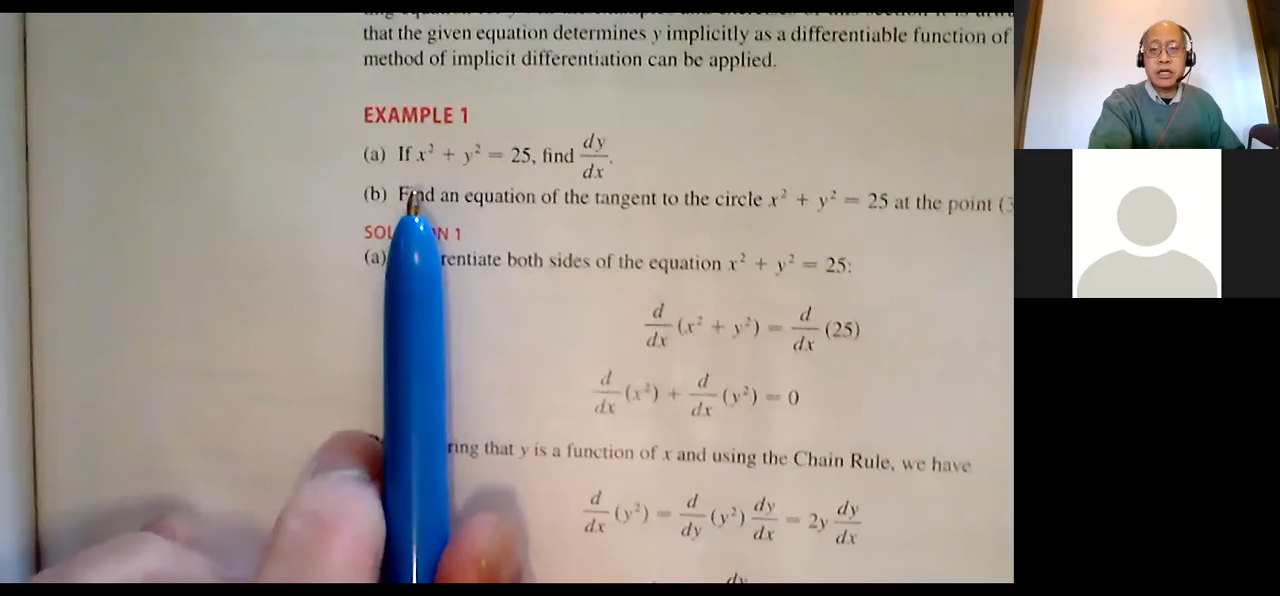 that the given equation determines y implicitly as a differentiable function of
method of implicit differentiation can be applied.
EXAMPLE 1
(a) If x² + y² = 25, find dy/dx.
(b) Find an equation of the tangent to the circle x² + y² = 25 at the point (3
SOL N 1
(a) rentiate both sides of the equation x² + y² = 25:
d/dx (x² + y²) = d/dx (25)
d/dx (x²) + d/dx (y²) = 0
ring that y is a function of x and using the Chain Rule, we have
d/dx (y²) = d/dy (y²) dy/dx = 2y dy/dx
dy